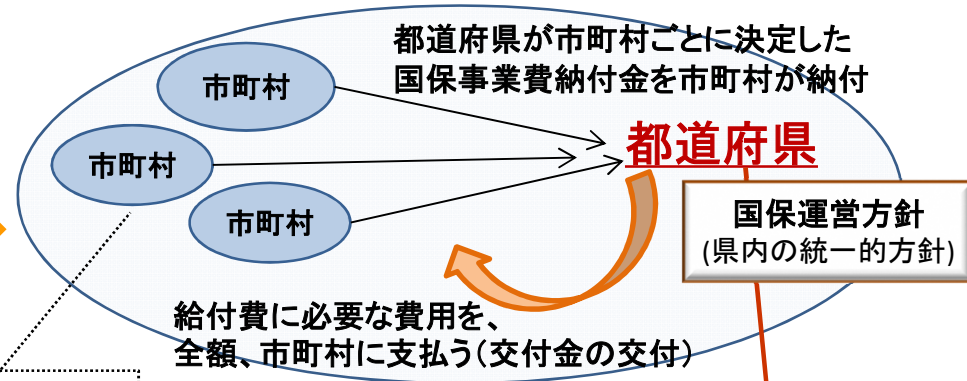 都道府県が市町村ごとに決定した
国保事業費納付金を市町村が納付
市町村
市町村
市町村
都道府県
国保運営方針
(県内の統一的方針)
給付費に必要な費用を、
全額、市町村に支払う(交付金の交付)